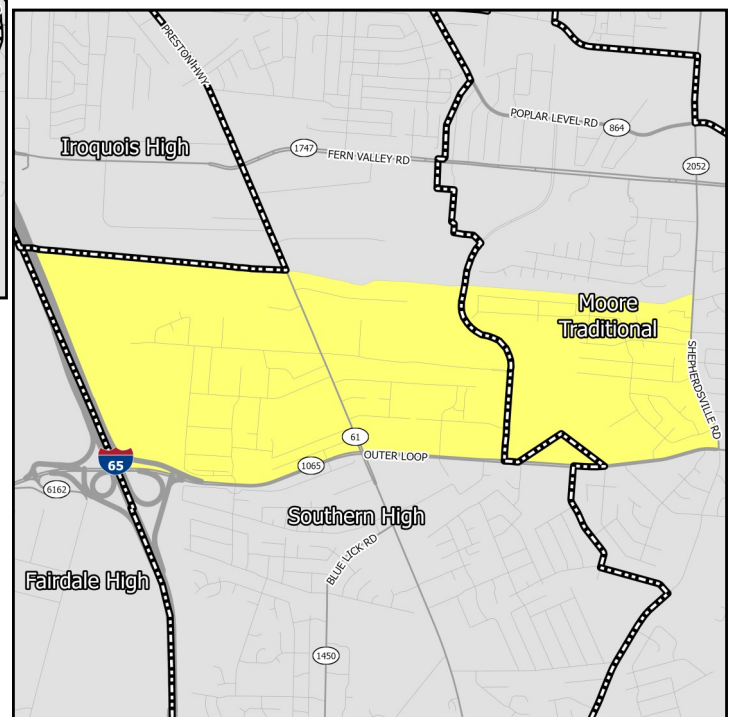 PRESTON HWY
POPLAR LEVEL RD
864
Iroquois High
1747
FERN VALLEY RD
2052
Moore
Traditional
SHEPHERDSVILLE RD
61
OUTER LOOP
65
1065
6162
Southern High
BLUE LICK RD
Fairdale High
1450